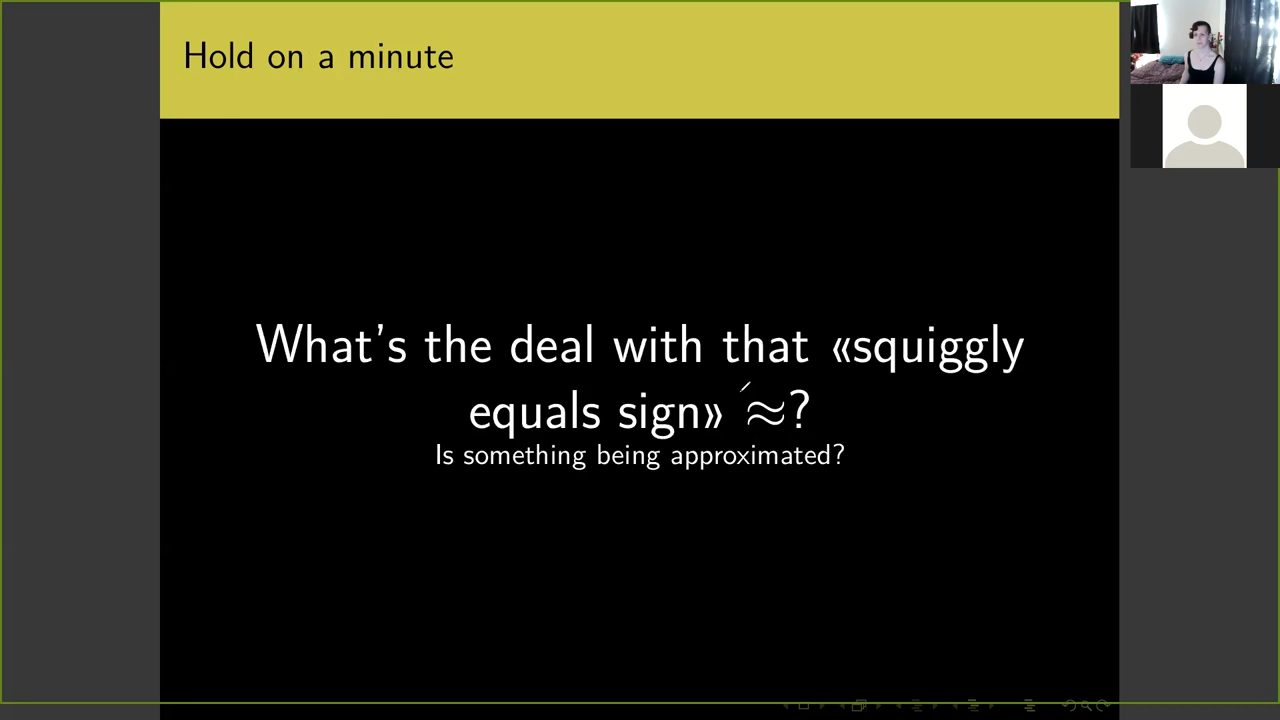 Hold on a minute
What's the deal with that «squiggly
equals sign» ´≈?
Is something being approximated?